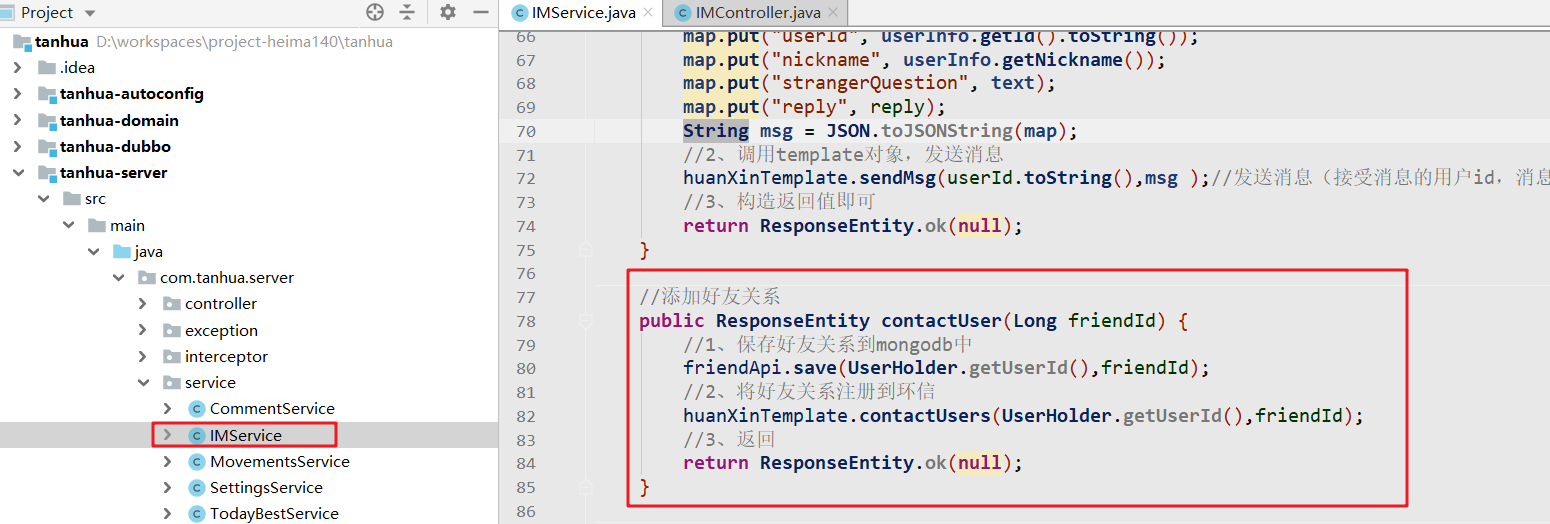 Project
tanhua D:\workspaces\project-heima140\tanhua
.idea
tanhua-autoconfig
tanhua-domain
tanhua-dubbo
tanhua-server
src
main
java
com.tanhua.server
controller
exception
interceptor
service
CommentService
IMService
MovementsService
SettingsService
TodayBestService
IMService.java
IMController.java
66 map.put("userId", userInfo.getId().toString());
67 map.put("nickname", userInfo.getNickname());
68 map.put("strangerQuestion", text);
69 map.put("reply", reply);
70 String msg = JSON.toJSONString(map);
71 //2、调用template对象，发送消息
72 huanXinTemplate.sendMsg(userId.toString(),msg );//发送消息（接受消息的用户id，消息
73 //3、构造返回值即可
74 return ResponseEntity.ok(null);
75 }
76
77 //添加好友关系
78 public ResponseEntity contactUser(Long friendId) {
79 //1、保存好友关系到mongodb中
80 friendApi.save(UserHolder.getUserId(),friendId);
81 //2、将好友关系注册到环信
82 huanXinTemplate.contactUsers(UserHolder.getUserId(),friendId);
83 //3、返回
84 return ResponseEntity.ok(null);
85 }
86